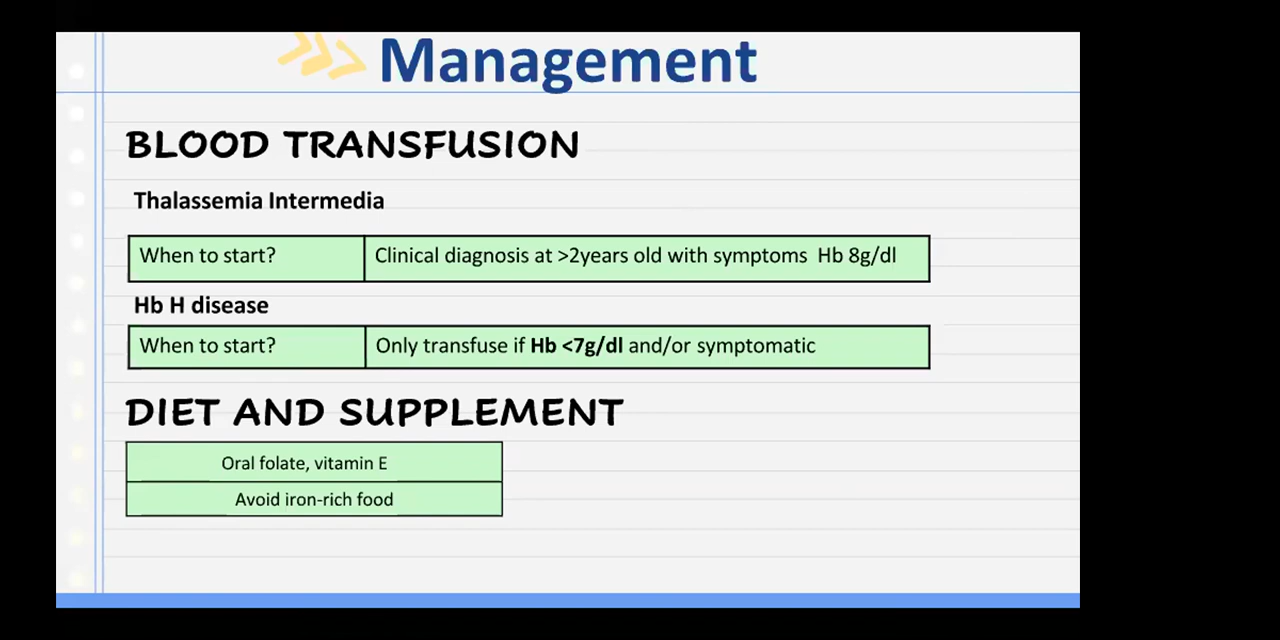 Management
BLOOD TRANSFUSION
Thalassemia Intermedia
When to start? Clinical diagnosis at >2years old with symptoms Hb 8g/dl
Hb H disease
When to start? Only transfuse if Hb <7g/dl and/or symptomatic
DIET AND SUPPLEMENT
Oral folate, vitamin E
Avoid iron-rich food